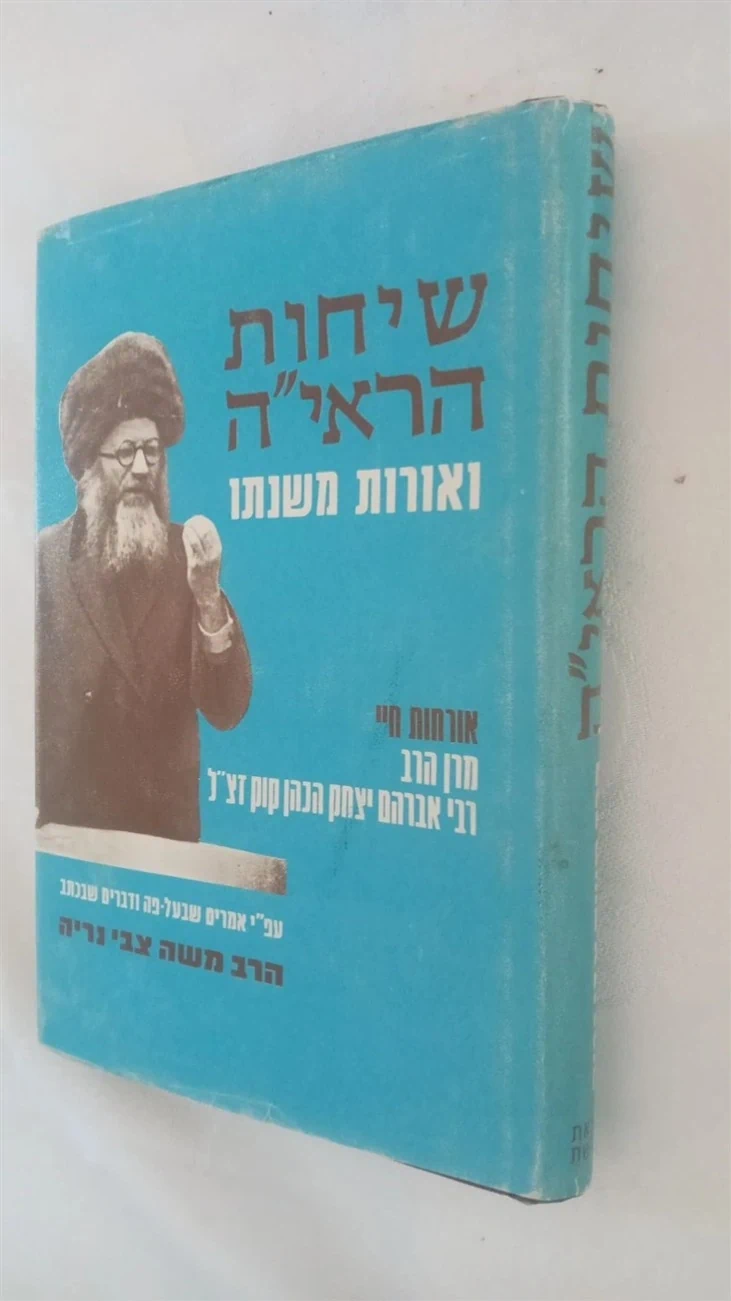 שיחות
הראי״ה
ואורות משנתו
אורחות חיי
מרן הרב
רבי אברהם יצחק הכהן קוק זצ״ל
עפ״י אמרים שבעל-פה ודברים שבכתב
הרב משה צבי נריה
שיחות הראי״ה